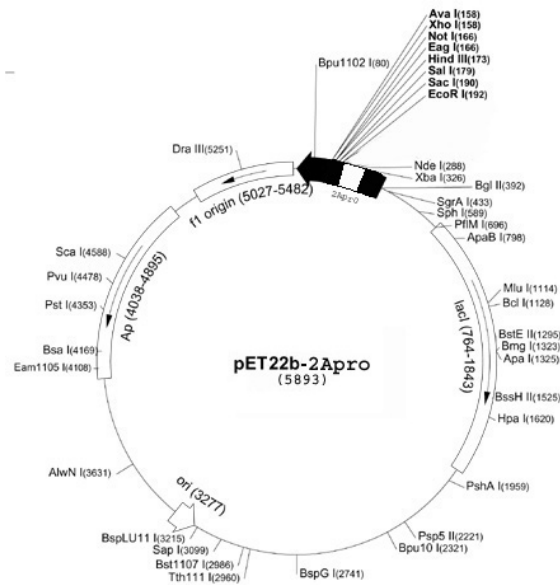 Ava I(158)
Xho I(158)
Not I(166)
Eag I(166)
Hind III(173)
Sal I(179)
Sac I(190)
EcoR I(192)
Bpu1102 I(80)
Nde I(288)
Xba I(326)
Bgl II(392)
SgrA I(433)
Sph I(589)
PflM I(696)
ApaB I(798)
Mlu I(1114)
Bcl I(1128)
BstE II(1295)
Bmg I(1323)
Apa I(1325)
BssH II(1525)
Hpa I(1620)
PshA I(1959)
Psp5 II(2221)
Bpu10 I(2321)
BspG I(2741)
Tth111 I(2960)
Bst1107 I(2986)
Sap I(3099)
BspLU11 I(3215)
AlwN I(3631)
Eam1105 I(4108)
Bsa I(4169)
Pst I(4353)
Pvu I(4478)
Sca I(4588)
Dra III(5251)
2Apro
f1 origin (5027-5482)
Ap (4038-4895)
lacI (764-1843)
ori (3277)
pET22b-2Apro
(5893)